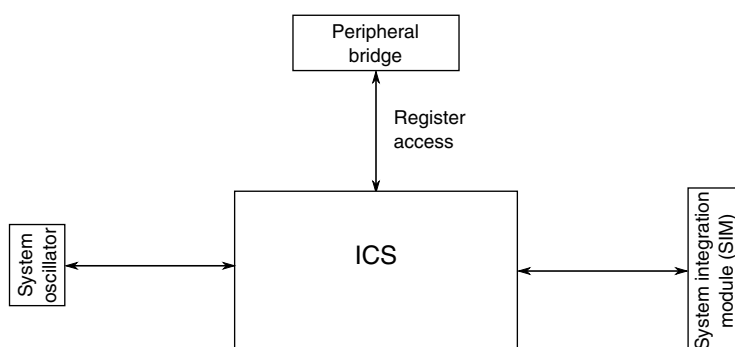 Peripheral
bridge
Register
access
System
oscillator
ICS
System integration
module (SIM)